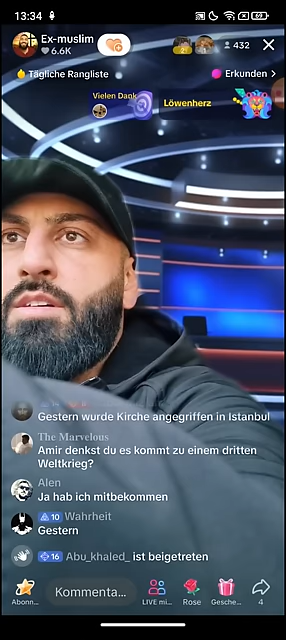 13:34
69
Ex-muslim
6.6K
432
Tägliche Rangliste
Erkunden >
Vielen Dank
Löwenherz
Gestern wurde Kirche angegriffen in Istanbul
The Marvelous
Amir denkst du es kommt zu einem dritten
Weltkrieg?
Alen
Ja hab ich mitbekommen
10 Wahrheit
Gestern
16 Abu_khaled_ ist beigetreten
Abonn...
Kommenta...
LIVE mi...
Rose
Gesche...
4